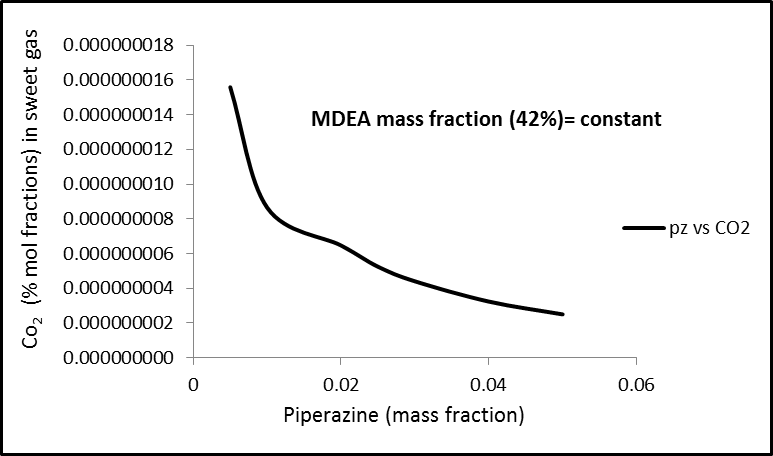 Co2 (% mol fractions) in sweet gas
0.000000018
0.000000016
0.000000014
0.000000012
0.000000010
0.000000008
0.000000006
0.000000004
0.000000002
0.000000000
MDEA mass fraction (42%)= constant
pz vs CO2
0 0.02 0.04 0.06
Piperazine (mass fraction)